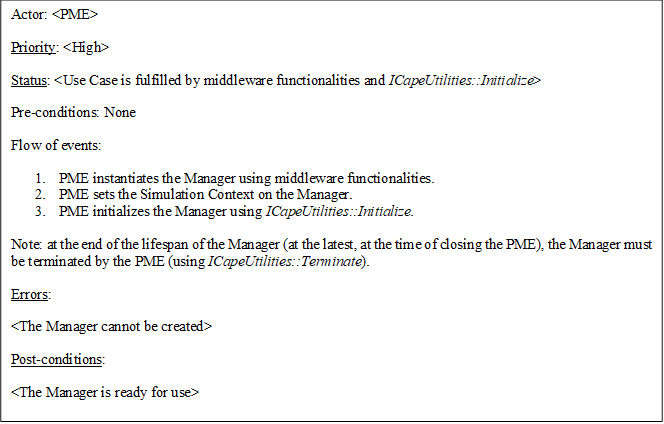 Actor: <PME>
Priority: <High>
Status: <Use Case is fulfilled by middleware functionalities and ICapeUtilities::Initialize>
Pre-conditions: None
Flow of events:
1. PME instantiates the Manager using middleware functionalities.
2. PME sets the Simulation Context on the Manager.
3. PME initializes the Manager using ICapeUtilities::Initialize.
Note: at the end of the lifespan of the Manager (at the latest, at the time of closing the PME), the Manager must
be terminated by the PME (using ICapeUtilities::Terminate).
Errors:
<The Manager cannot be created>
Post-conditions:
<The Manager is ready for use>